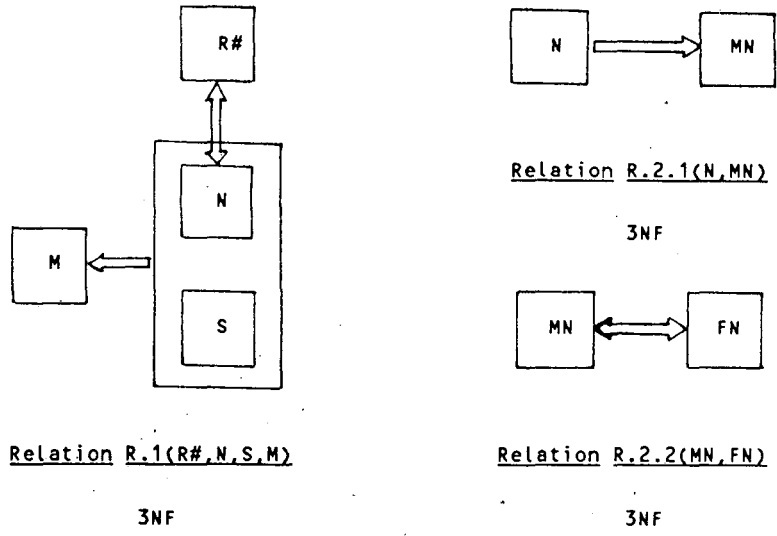 R#
N
S
M
Relation R.1(R#,N,S,M)
3NF
N
MN
Relation R.2.1(N,MN)
3NF
MN
FN
Relation R.2.2(MN,FN)
3NF